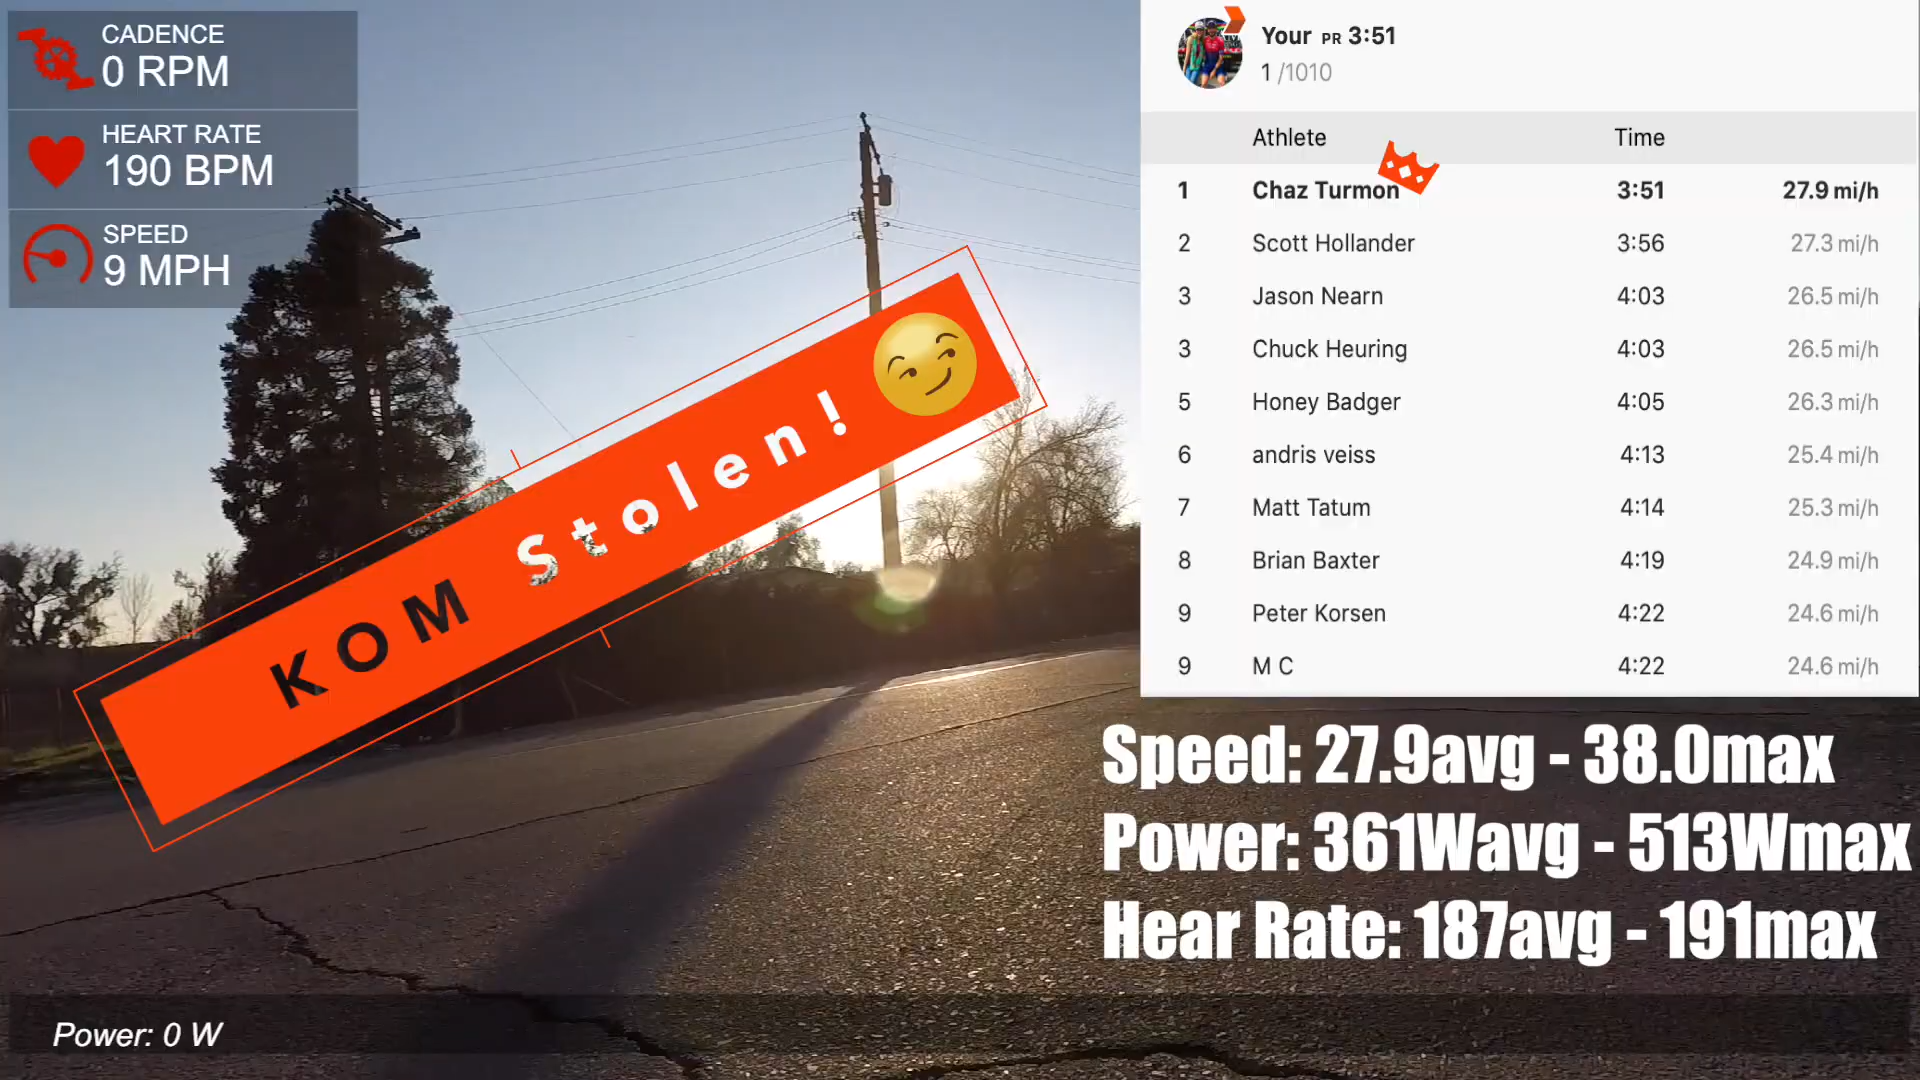 CADENCE
0 RPM
HEART RATE
190 BPM
SPEED
9 MPH
KOM Stolen!
Your PR 3:51
1 /1010
Athlete Time
1 Chaz Turmon 3:51 27.9 mi/h
2 Scott Hollander 3:56 27.3 mi/h
3 Jason Nearn 4:03 26.5 mi/h
3 Chuck Heuring 4:03 26.5 mi/h
5 Honey Badger 4:05 26.3 mi/h
6 andris veiss 4:13 25.4 mi/h
7 Matt Tatum 4:14 25.3 mi/h
8 Brian Baxter 4:19 24.9 mi/h
9 Peter Korsen 4:22 24.6 mi/h
9 M C 4:22 24.6 mi/h
Speed: 27.9avg - 38.0max
Power: 361Wavg - 513Wmax
Hear Rate: 187avg - 191max
Power: 0 W